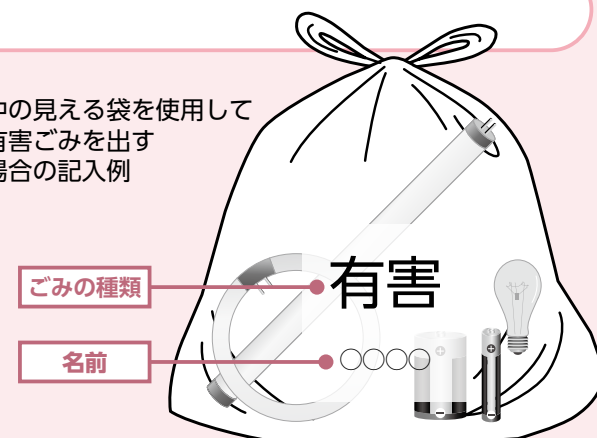 中の見える袋を使用して
有害ごみを出す
場合の記入例
ごみの種類
有害
名前
○○○○